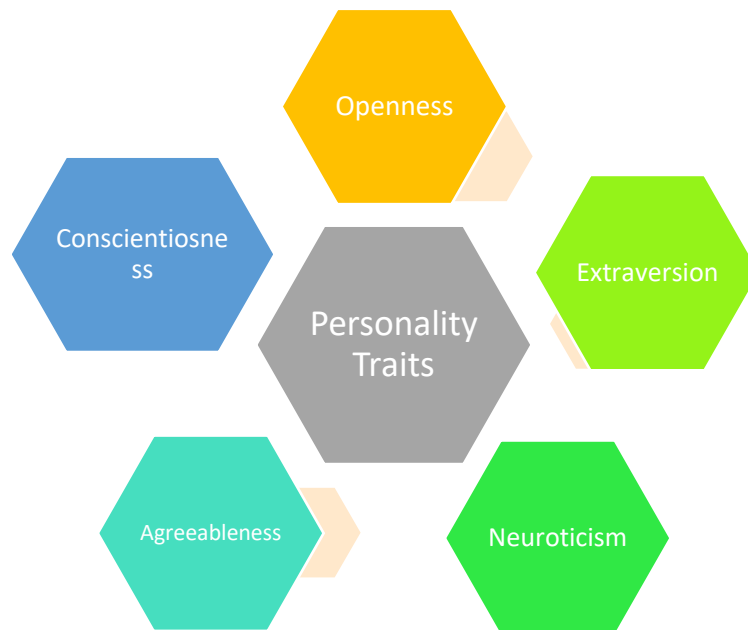 Openness
Conscientiosne
ss
Extraversion
Personality
Traits
Agreeableness
Neuroticism